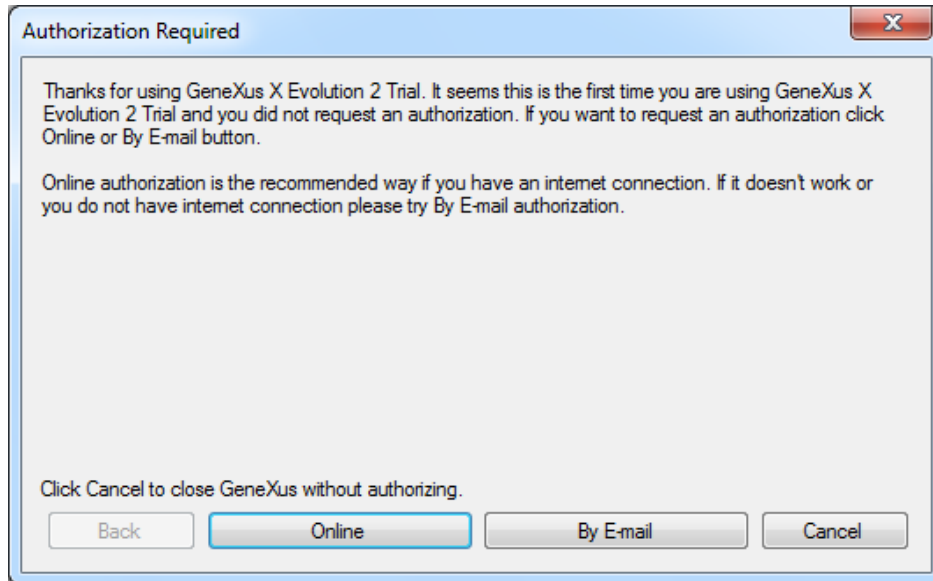 Authorization Required
Thanks for using GeneXus X Evolution 2 Trial. It seems this is the first time you are using GeneXus X
Evolution 2 Trial and you did not request an authorization. If you want to request an authorization click
Online or By E-mail button.
Online authorization is the recommended way if you have an internet connection. If it doesn't work or
you do not have internet connection please try By E-mail authorization.
Click Cancel to close GeneXus without authorizing.
Back Online By E-mail Cancel